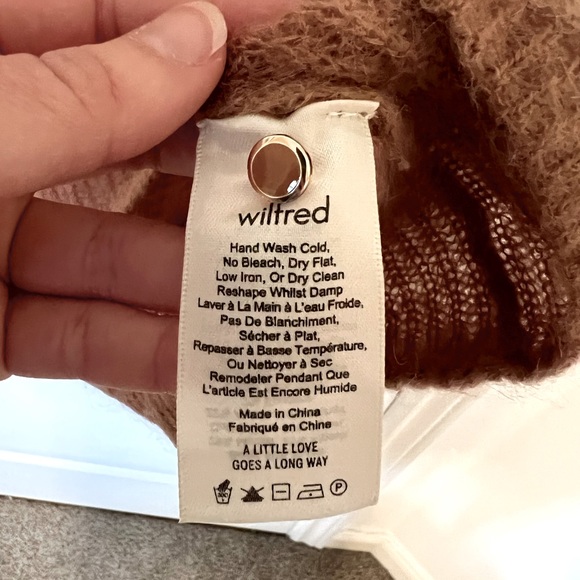 wilfred
Hand Wash Cold,
No Bleach, Dry Flat,
Low Iron, Or Dry Clean
Reshape Whilst Damp
Laver à La Main à L'eau Froide,
Pas De Blanchiment,
Sécher à Plat,
Repasser à Basse Température,
Ou Nettoyer à Sec
Remodeler Pendant Que
L'article Est Encore Humide
Made in China
Fabriqué en Chine
A LITTLE LOVE
GOES A LONG WAY
P